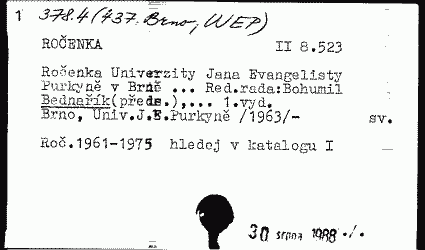 1 378.4(437.Brno, UJEP)
ROČENKA II 8.523
Ročenka Univerzity Jana Evangelisty
Purkyně v Brně ... Red.rada:Bohumil
Bednařík(předs.),... 1.vyd.
Brno, Univ.J.E.Purkyně /1963/- sv.
Roč.1961-1975 hledej v katalogu I
30 srpna 1988 ·/·